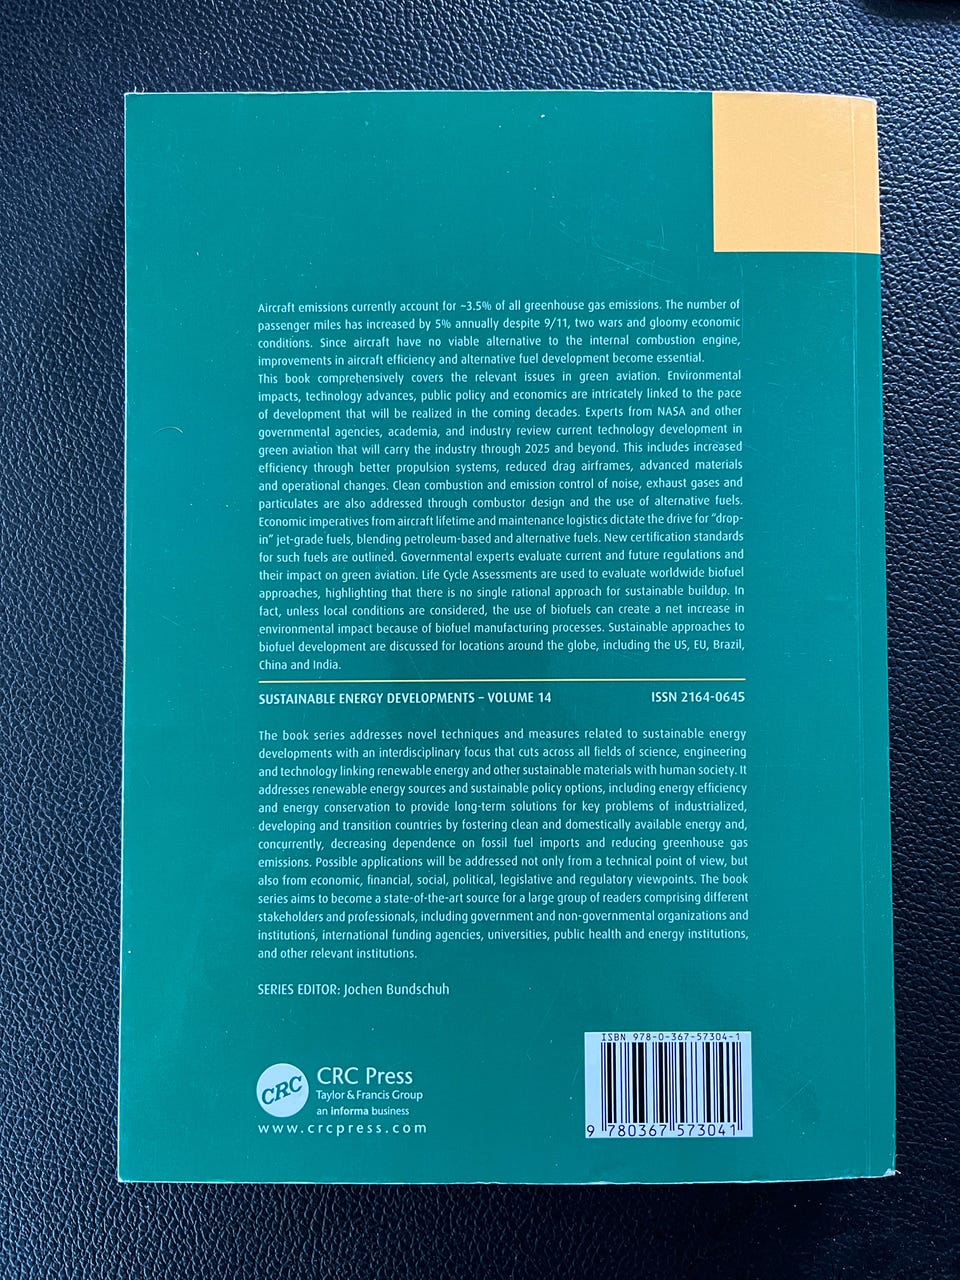 Aircraft emissions currently account for ~3.5% of all greenhouse gas emissions. The number of
passenger miles has increased by 5% annually despite 9/11, two wars and gloomy economic
conditions. Since aircraft have no viable alternative to the internal combustion engine,
improvements in aircraft efficiency and alternative fuel development become essential.
This book comprehensively covers the relevant issues in green aviation. Environmental
impacts, technology advances, public policy and economics are intricately linked to the pace
of development that will be realized in the coming decades. Experts from NASA and other
governmental agencies, academia, and industry review current technology development in
green aviation that will carry the industry through 2025 and beyond. This includes increased
efficiency through better propulsion systems, reduced drag airframes, advanced materials
and operational changes. Clean combustion and emission control of noise, exhaust gases and
particulates are also addressed through combustor design and the use of alternative fuels.
Economic imperatives from aircraft lifetime and maintenance logistics dictate the drive for “drop-
in” jet-grade fuels, blending petroleum-based and alternative fuels. New certification standards
for such fuels are outlined. Governmental experts evaluate current and future regulations and
their impact on green aviation. Life Cycle Assessments are used to evaluate worldwide biofuel
approaches, highlighting that there is no single rational approach for sustainable buildup. In
fact, unless local conditions are considered, the use of biofuels can create a net increase in
environmental impact because of biofuel manufacturing processes. Sustainable approaches to
biofuel development are discussed for locations around the globe, including the US, EU, Brazil,
China and India.
SUSTAINABLE ENERGY DEVELOPMENTS – VOLUME 14 ISSN 2164-0645
The book series addresses novel techniques and measures related to sustainable energy
developments with an interdisciplinary focus that cuts across all fields of science, engineering
and technology linking renewable energy and other sustainable materials with human society. It
addresses renewable energy sources and sustainable policy options, including energy efficiency
and energy conservation to provide long-term solutions for key problems of industrialized,
developing and transition countries by fostering clean and domestically available energy and,
concurrently, decreasing dependence on fossil fuel imports and reducing greenhouse gas
emissions. Possible applications will be addressed not only from a technical point of view, but
also from economic, financial, social, political, legislative and regulatory viewpoints. The book
series aims to become a state-of-the-art source for a large group of readers comprising different
stakeholders and professionals, including government and non-governmental organizations and
institutions, international funding agencies, universities, public health and energy institutions,
and other relevant institutions.
SERIES EDITOR: Jochen Bundschuh
ISBN 978-0-367-57304-1
9 780367 573041
CRC
CRC Press
Taylor & Francis Group
an informa business
www.crcpress.com